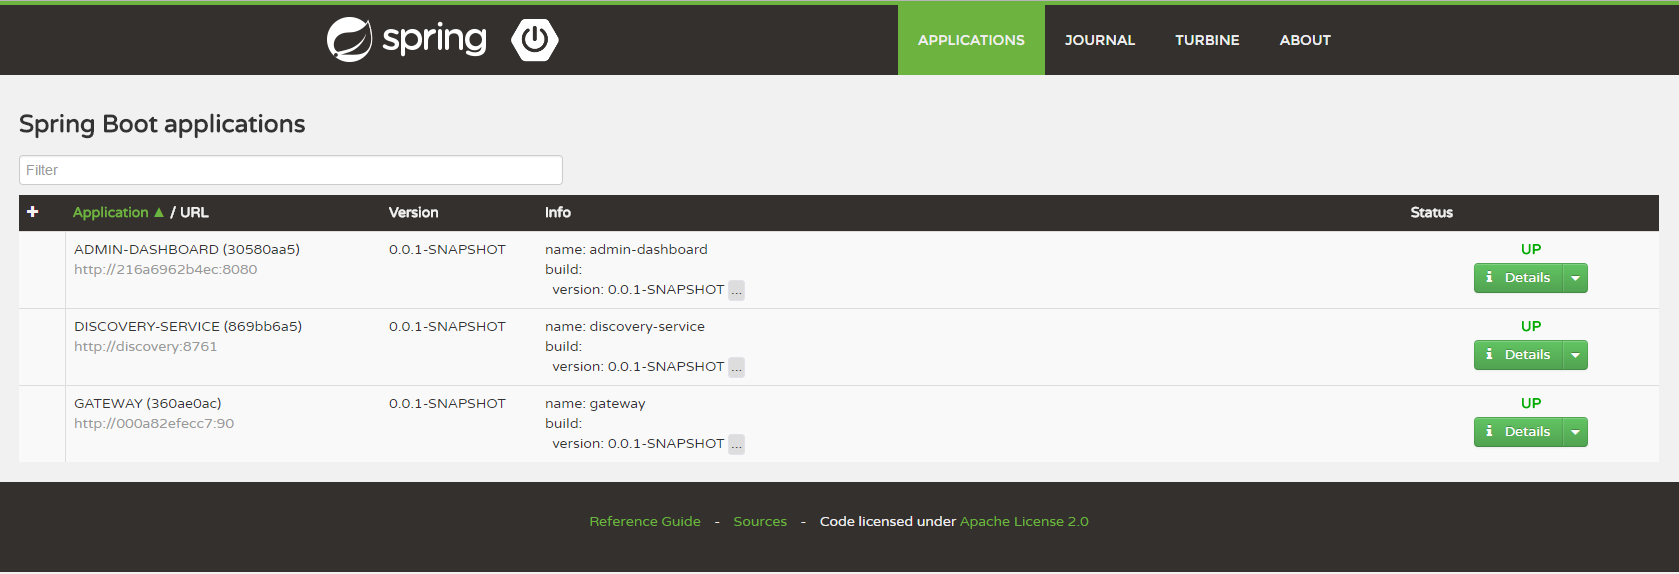 spring
APPLICATIONS JOURNAL TURBINE ABOUT
Spring Boot applications
Filter
Application ▲ / URL Version Info Status
ADMIN-DASHBOARD (30580aa5) 0.0.1-SNAPSHOT name: admin-dashboard UP
http://216a6962b4ec:8080 build: Details
version: 0.0.1-SNAPSHOT ...
DISCOVERY-SERVICE (869bb6a5) 0.0.1-SNAPSHOT name: discovery-service UP
http://discovery:8761 build: Details
version: 0.0.1-SNAPSHOT ...
GATEWAY (360ae0ac) 0.0.1-SNAPSHOT name: gateway UP
http://000a82efecc7:90 build: Details
version: 0.0.1-SNAPSHOT ...
Reference Guide - Sources - Code licensed under Apache License 2.0